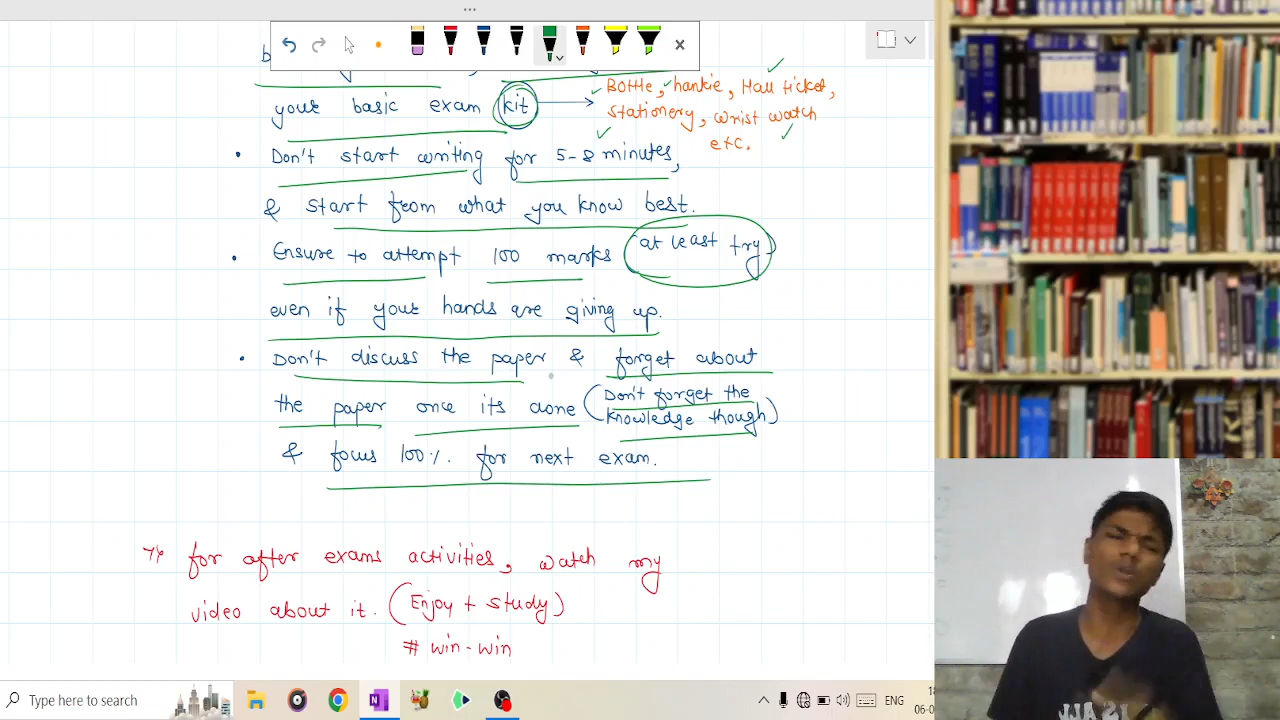 your basic exam kit
Bottle, hankie, Hall ticket,
stationery, wrist watch
etc.
• Don't start writing for 5-8 minutes,
& start from what you know best.
• Ensure to attempt 100 marks (at least try)
even if your hands are giving up.
• Don't discuss the paper & forget about
the paper once its done (Don't forget the
knowledge though)
& focus 100% for next exam.
for after exams activities, watch my
video about it. (Enjoy + study)
# win-win
Type here to search
ENG
IS ALL